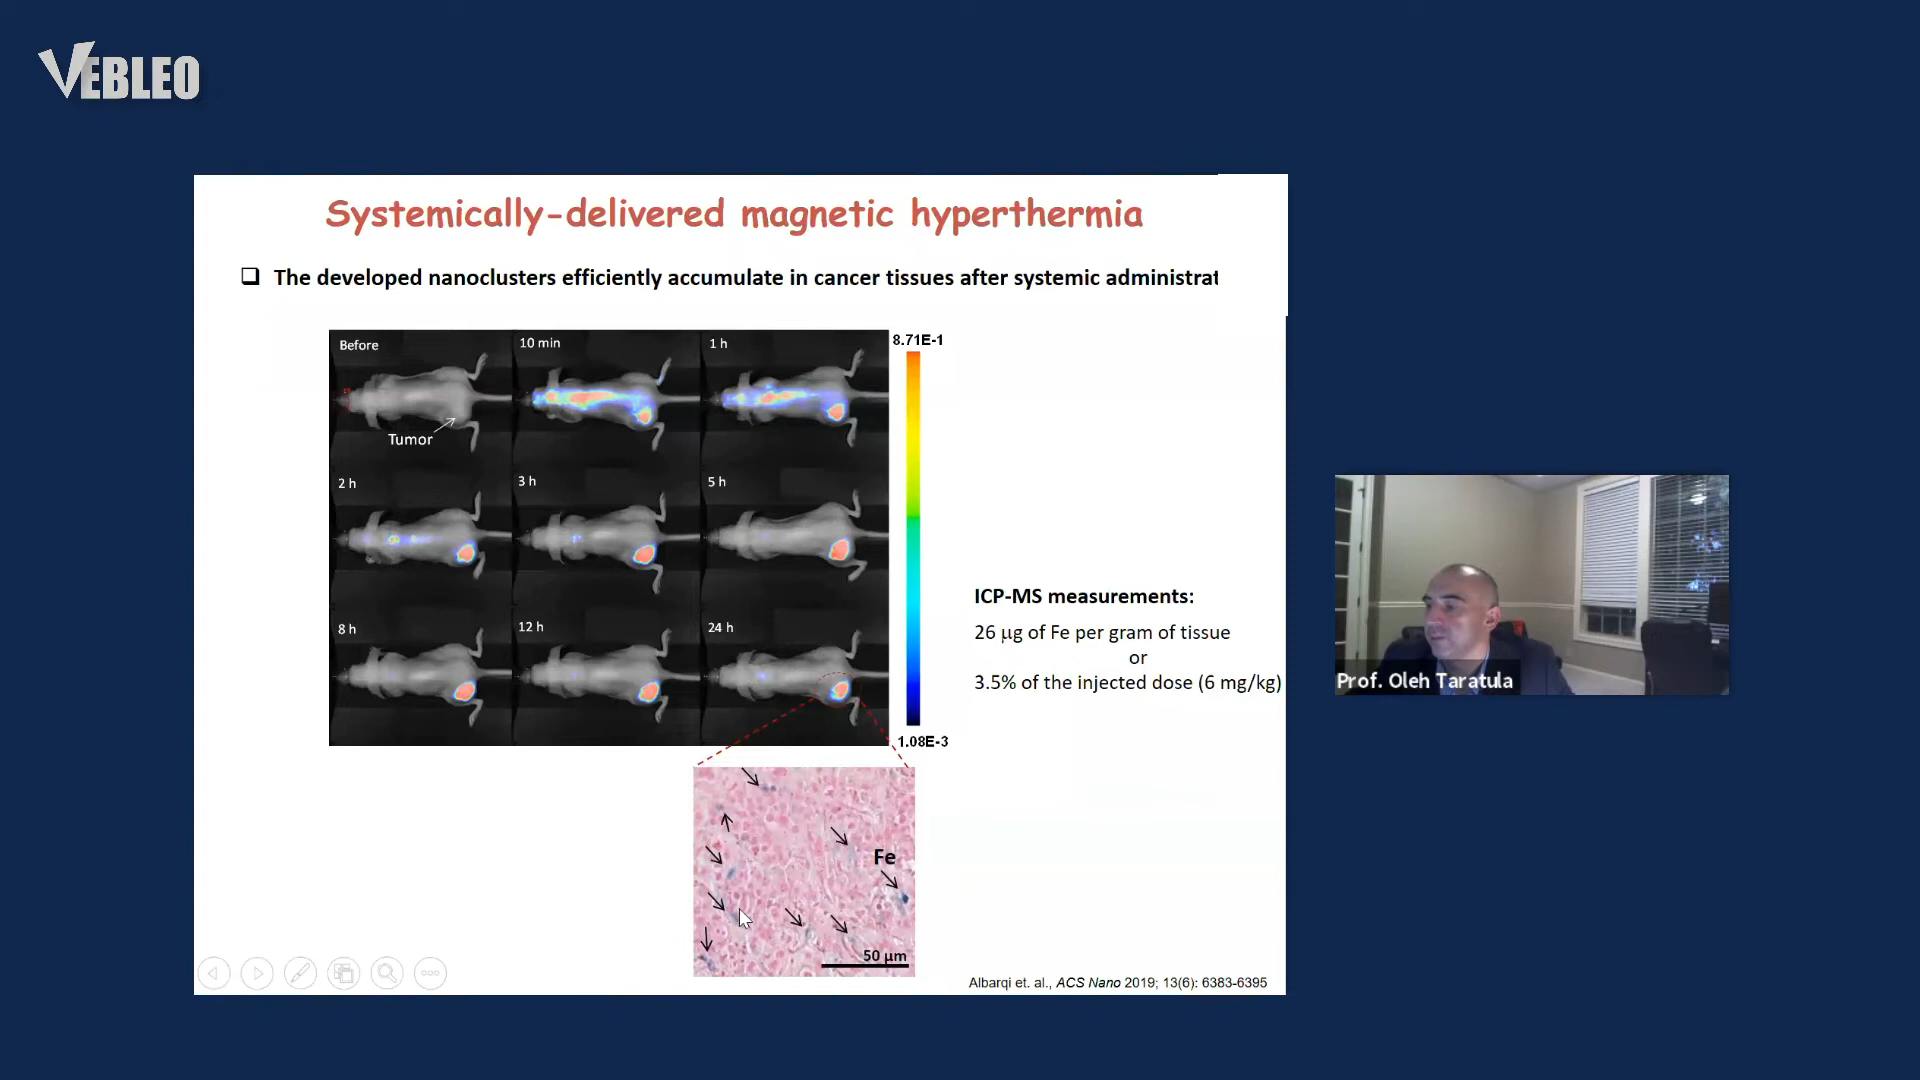 VEBLEO
Systemically-delivered magnetic hyperthermia
The developed nanoclusters efficiently accumulate in cancer tissues after systemic administrat
Before
10 min
1 h
8.71E-1
Tumor
2 h
3 h
5 h
8 h
12 h
24 h
1.08E-3
ICP-MS measurements:
26 µg of Fe per gram of tissue
or
3.5% of the injected dose (6 mg/kg)
Prof. Oleh Taratula
Fe
50 µm
Albarqi et. al., ACS Nano 2019; 13(6): 6383-6395